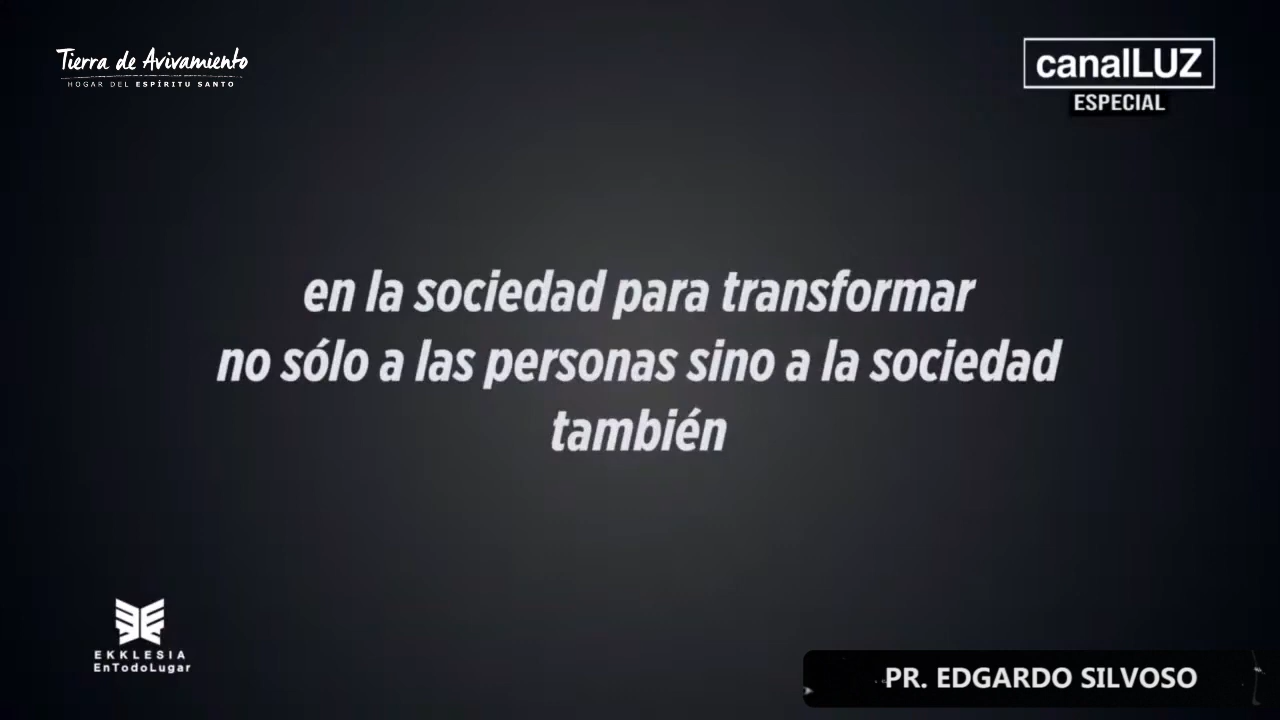 Tierra de Avivamiento
HOGAR DEL ESPÍRITU SANTO
canalLUZ
ESPECIAL
en la sociedad para transformar
no sólo a las personas sino a la sociedad
también
EKKLESIA
EnTodoLugar
PR. EDGARDO SILVOSO